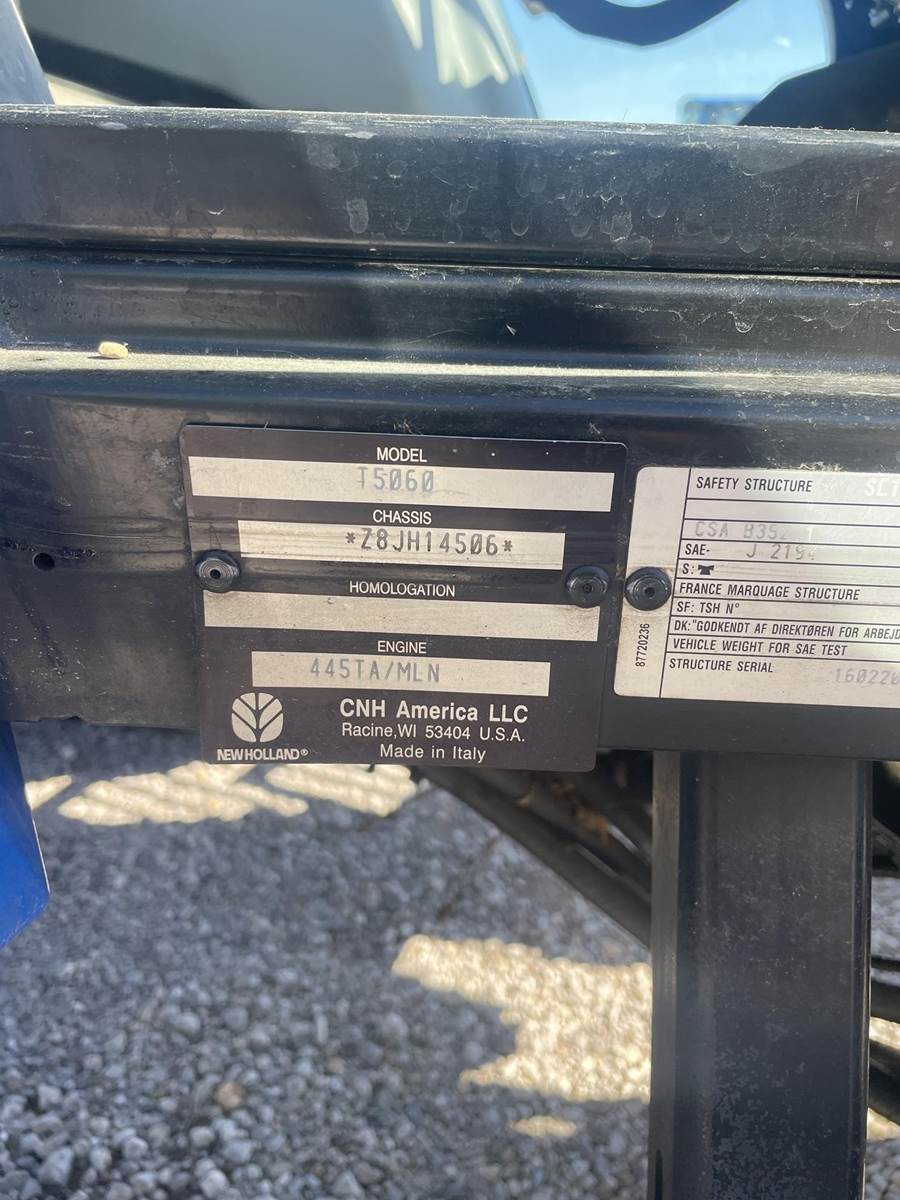 MODEL
T5060
CHASSIS
*Z8JH14506*
HOMOLOGATION
ENGINE
445TA/MLN
NEW HOLLAND®
CNH America LLC
Racine,WI 53404 U.S.A.
Made in Italy
87720236
SAFETY STRUCTURE
CSA
SAE- J 2194
S:
FRANCE MARQUAGE STRUCTURE
SF: TSH N°
DK:"GODKENDT AF DIREKTØREN FOR
VEHICLE WEIGHT FOR SAE TEST
STRUCTURE SERIAL